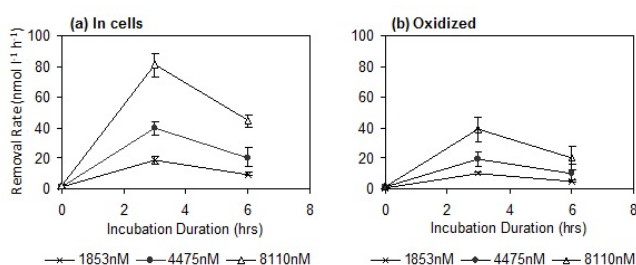 (a) In cells
(b) Oxidized
Removal Rate (nmol l⁻¹ h⁻¹)
100
80
60
40
20
0
0 2 4 6 8
Incubation Duration (hrs)
1853nM 4475nM 8110nM
100
80
60
40
20
0
0 2 4 6 8
Incubation Duration (hrs)
1853nM 4475nM 8110nM